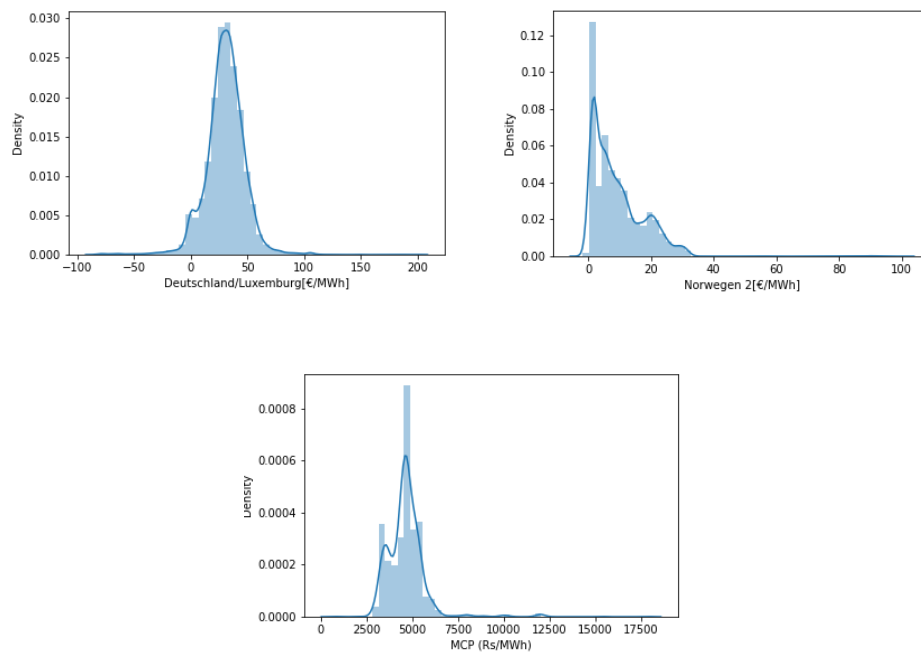 0.030
0.025
0.020
0.015
0.010
0.005
0.000
Density
−100 −50 0 50 100 150 200
Deutschland/Luxemburg[€/MWh]
0.12
0.10
0.08
0.06
0.04
0.02
0.00
Density
0 20 40 60 80 100
Norwegen 2[€/MWh]
0.0008
0.0006
0.0004
0.0002
0.0000
Density
0 2500 5000 7500 10000 12500 15000 17500
MCP (Rs/MWh)